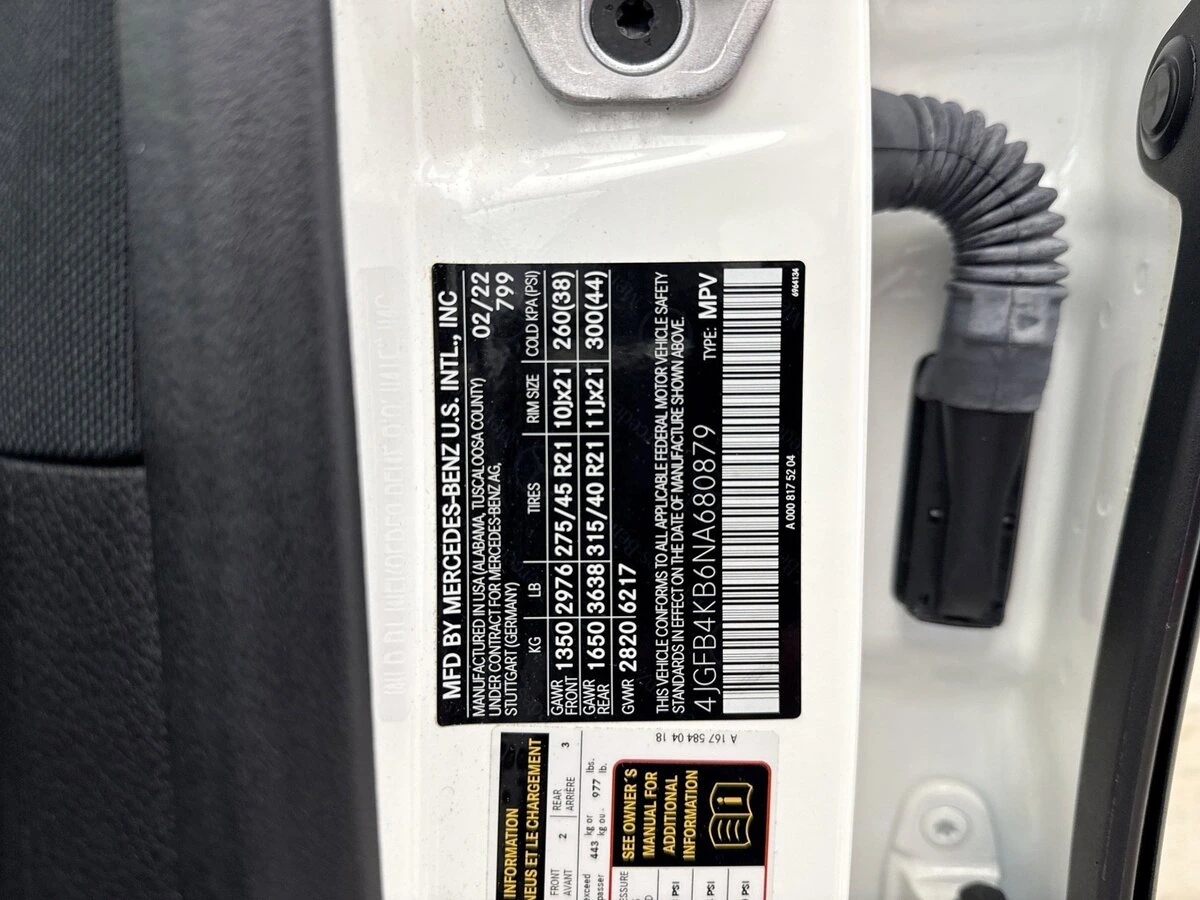 MFD BY MERCEDES-BENZ U.S. INTL., INC
MANUFACTURED IN USA (ALABAMA, TUSCALOOSA COUNTY) 02/22
UNDER CONTRACT FOR MERCEDES-BENZ AG, 799
STUTTGART (GERMANY)
KG LB TIRES RIM SIZE COLD KPA (PSI)
GAWR FRONT 1350 2976 275/45 R21 10Jx21 260(38)
GAWR REAR 1650 3638 315/40 R21 11Jx21 300(44)
GVWR 2820 6217
THIS VEHICLE CONFORMS TO ALL APPLICABLE FEDERAL MOTOR VEHICLE SAFETY
STANDARDS IN EFFECT ON THE DATE OF MANUFACTURE SHOWN ABOVE.
4JGFB4KB6NA680879 TYPE: MPV
A 000 817 52 04
6964134
A 167 584 04 18
INFORMATION
NEUS ET LE CHARGEMENT
FRONT 2 REAR 3
AVANT ARRIÈRE
exceed 443 kg or 977 lbs.
passer kg ou lb.
SEE OWNER'S
MANUAL FOR
ADDITIONAL
INFORMATION
PSI
PSI
PSI